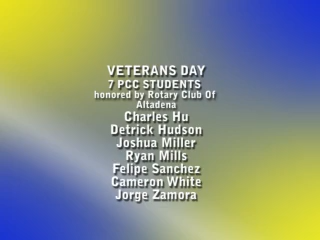 VETERANS DAY
7 PCC STUDENTS
honored by Rotary Club Of
Altadena
Charles Hu
Detrick Hudson
Joshua Miller
Ryan Mills
Felipe Sanchez
Cameron White
Jorge Zamora